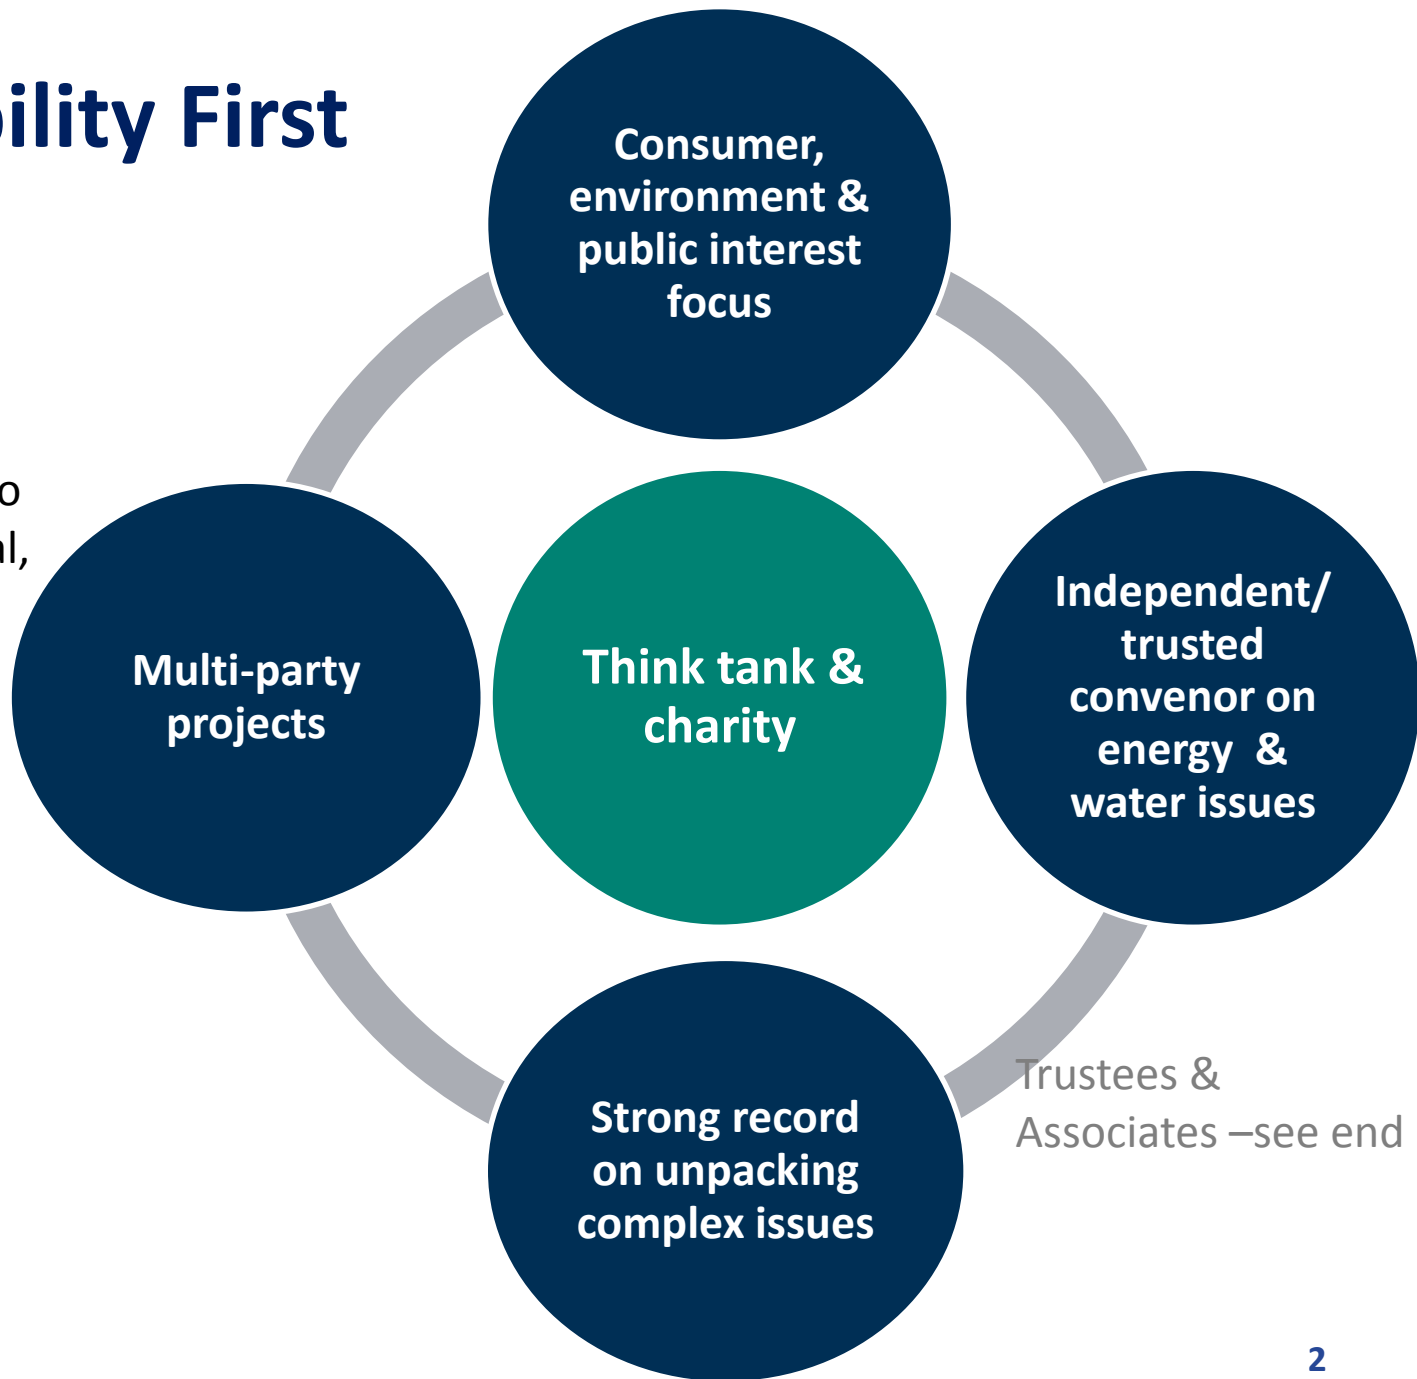 bility First
Consumer,
environment &
public interest
focus
o
al,
Multi-party
projects
Think tank &
charity
Independent/
trusted
convenor on
energy  &
water issues
Strong record
on unpacking
complex issues
Trustees &
Associates –see end
2